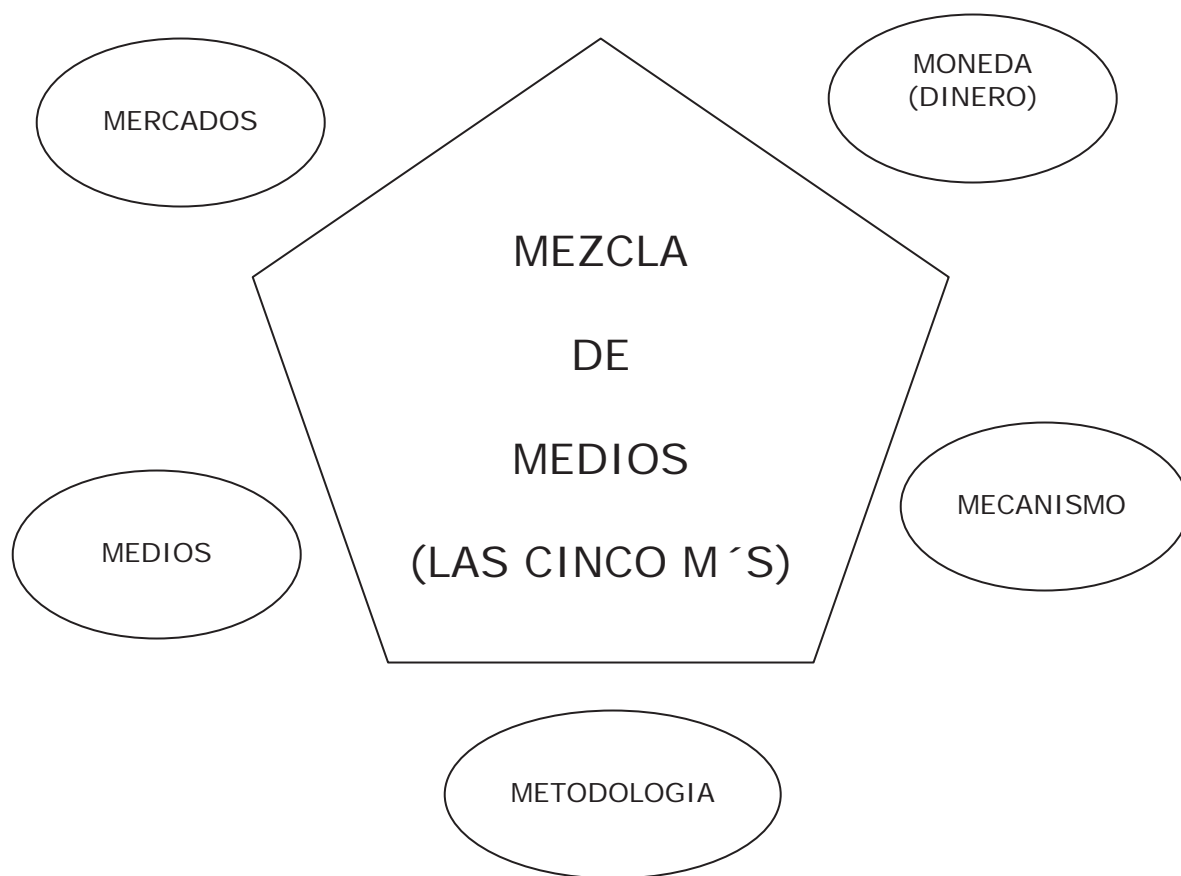 MERCADOS
MONEDA
(DINERO)
MEZCLA
DE
MEDIOS
(LAS CINCO M´S)
MEDIOS
MECANISMO
METODOLOGIA